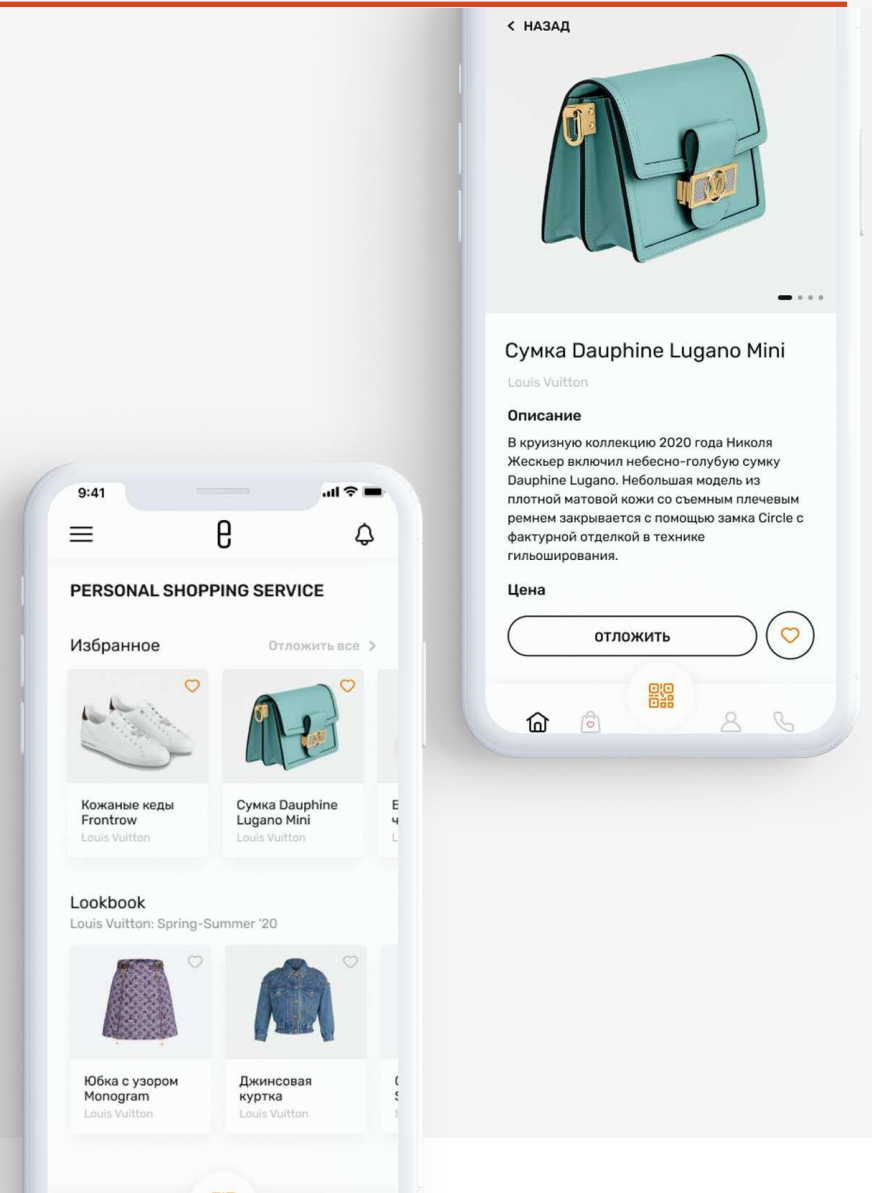 НАЗАД
Сумка Dauphine Lugano Mini
Louis Vuitton
Описание
В круизную коллекцию 2020 года Николя
Жескьер включил небесно-голубую сумку
Dauphine Lugano. Небольшая модель из
плотной матовой кожи со съемным плечевым
ремнем закрывается с помощью замка Circle с
фактурной отделкой в технике
гильоширования.
Цена
ОТЛОЖИТЬ
9:41
e
PERSONAL SHOPPING SERVICE
Избранное
Отложить все
Кожаные кеды
Frontrow
Louis Vuitton
Сумка Dauphine
Lugano Mini
Louis Vuitton
Lookbook
Louis Vuitton: Spring-Summer '20
Юбка с узором
Monogram
Louis Vuitton
Джинсовая
куртка
Louis Vuitton